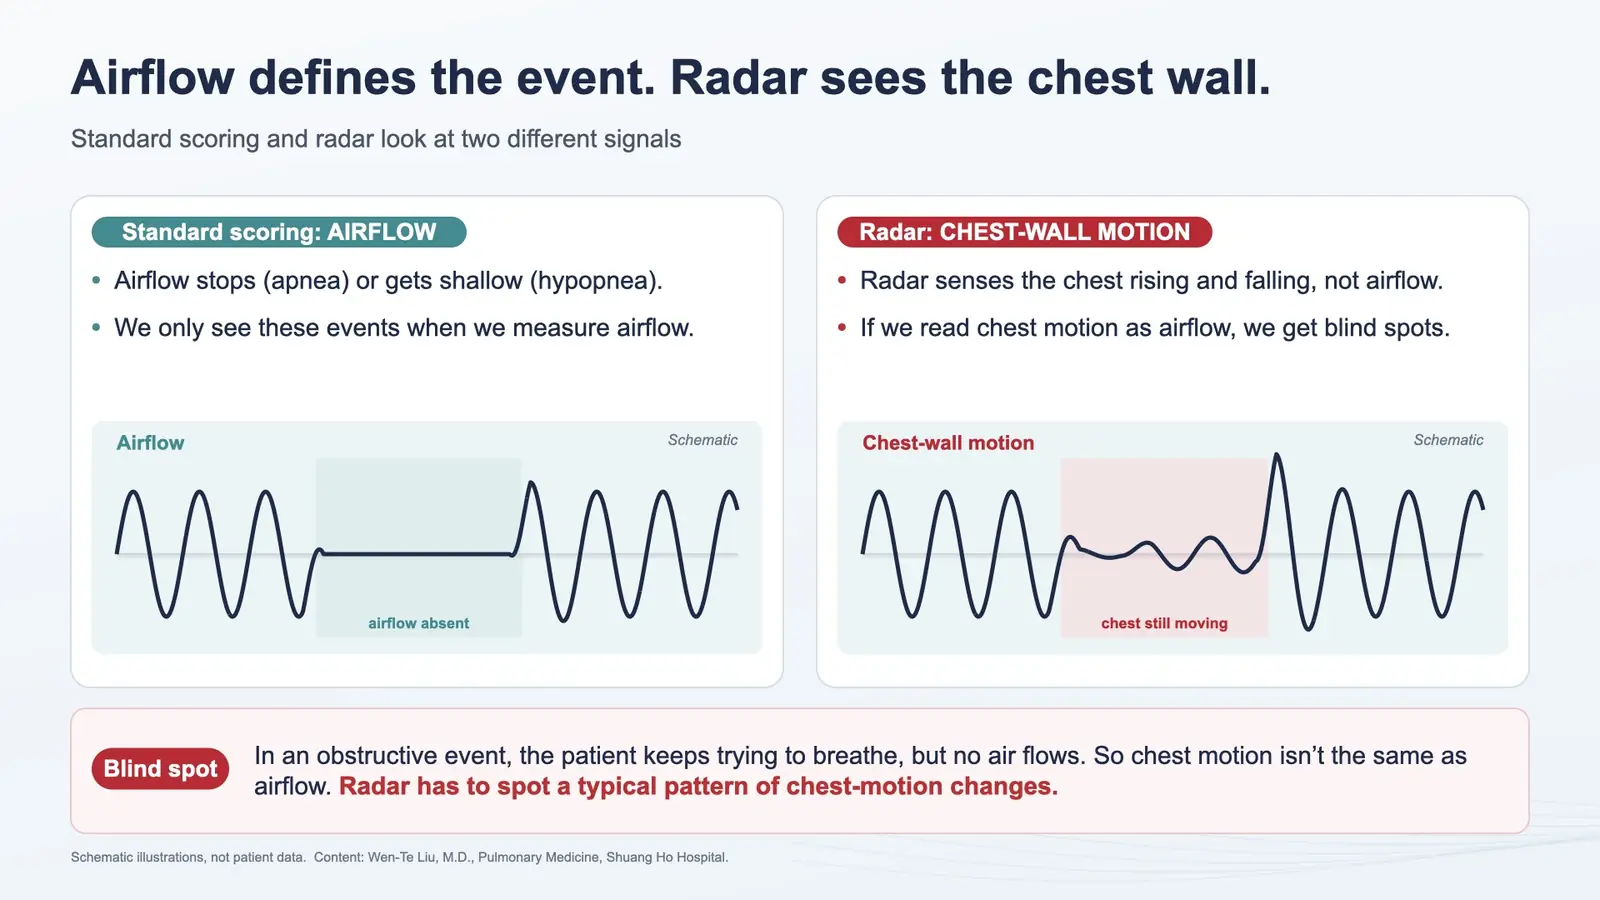 Airflow defines the event. Radar sees the chest wall.
Standard scoring and radar look at two different signals
Standard scoring: AIRFLOW
• Airflow stops (apnea) or gets shallow (hypopnea).
• We only see these events when we measure airflow.
Airflow
Schematic
airflow absent
Radar: CHEST-WALL MOTION
• Radar senses the chest rising and falling, not airflow.
• If we read chest motion as airflow, we get blind spots.
Chest-wall motion
Schematic
chest still moving
Blind spot
In an obstructive event, the patient keeps trying to breathe, but no air flows. So chest motion isn’t the same as
airflow. Radar has to spot a typical pattern of chest-motion changes.
Schematic illustrations, not patient data. Content: Wen-Te Liu, M.D., Pulmonary Medicine, Shuang Ho Hospital.